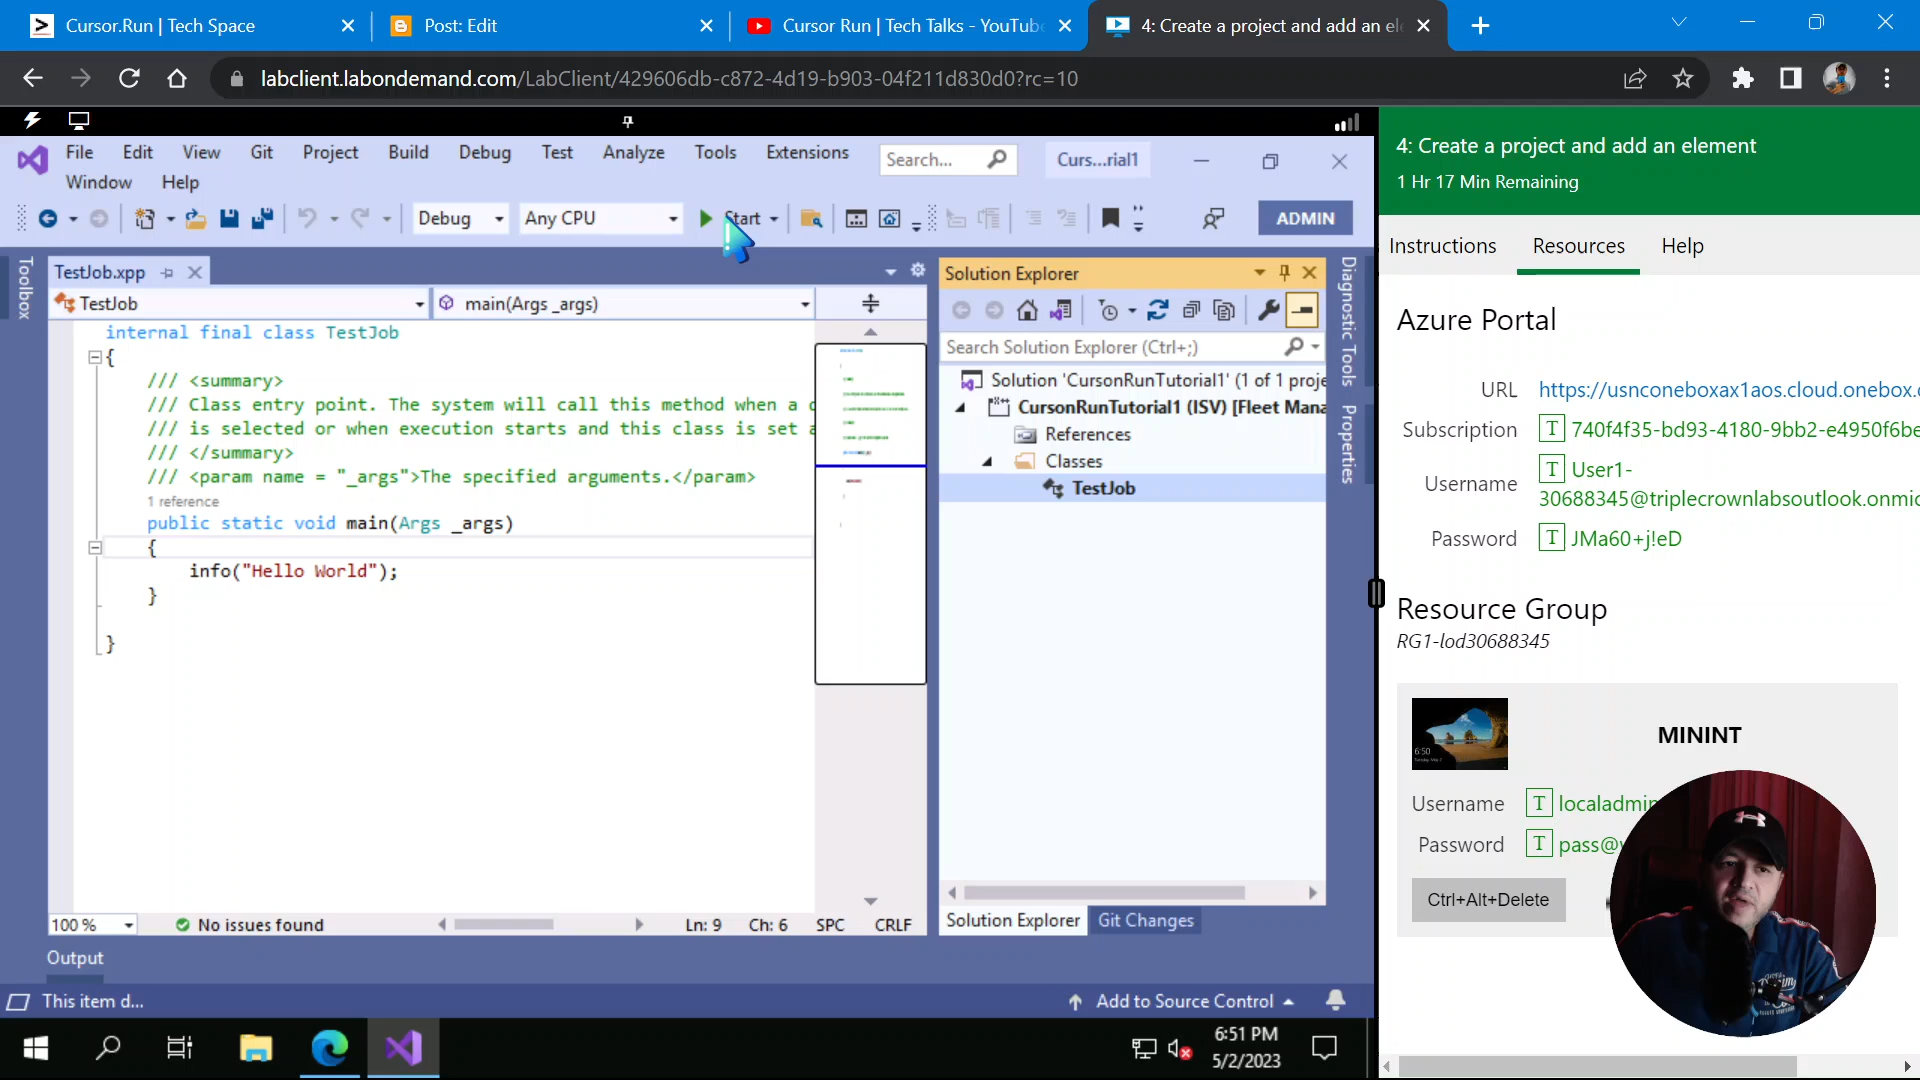 Cursor.Run | Tech Space
Post: Edit
Cursor Run | Tech Talks - YouTube
4: Create a project and add an el
labclient.labondemand.com/LabClient/429606db-c872-4d19-b903-04f211d830d0?rc=10
File Edit View Git Project Build Debug Test Analyze Tools Extensions
Window Help
Search...
Curs...rial1
Debug
Any CPU
Start
ADMIN
Toolbox
TestJob.xpp
TestJob
main(Args _args)
internal final class TestJob
{
/// <summary>
/// Class entry point. The system will call this method when a c
/// is selected or when execution starts and this class is set a
/// </summary>
/// <param name = "_args">The specified arguments.</param>
1 reference
public static void main(Args _args)
{
info("Hello World");
}
}
100 %
No issues found
Ln: 9 Ch: 6 SPC CRLF
Output
This item d...
Add to Source Control
Solution Explorer
Search Solution Explorer (Ctrl+;)
Solution 'CursonRunTutorial1' (1 of 1 proje
CursonRunTutorial1 (ISV) [Fleet Mana
References
Classes
TestJob
Solution Explorer
Git Changes
Diagnostic Tools
Properties
6:51 PM
5/2/2023
4: Create a project and add an element
1 Hr 17 Min Remaining
Instructions Resources Help
Azure Portal
URL https://usnconeboxax1aos.cloud.onebox.
Subscription T 740f4f35-bd93-4180-9bb2-e4950f6be
Username T User1-
30688345@triplecrownlabsoutlook.onmic
Password T JMa60+j!eD
Resource Group
RG1-lod30688345
6:50
MININT
Username T localadmin
Password T pass@
Ctrl+Alt+Delete